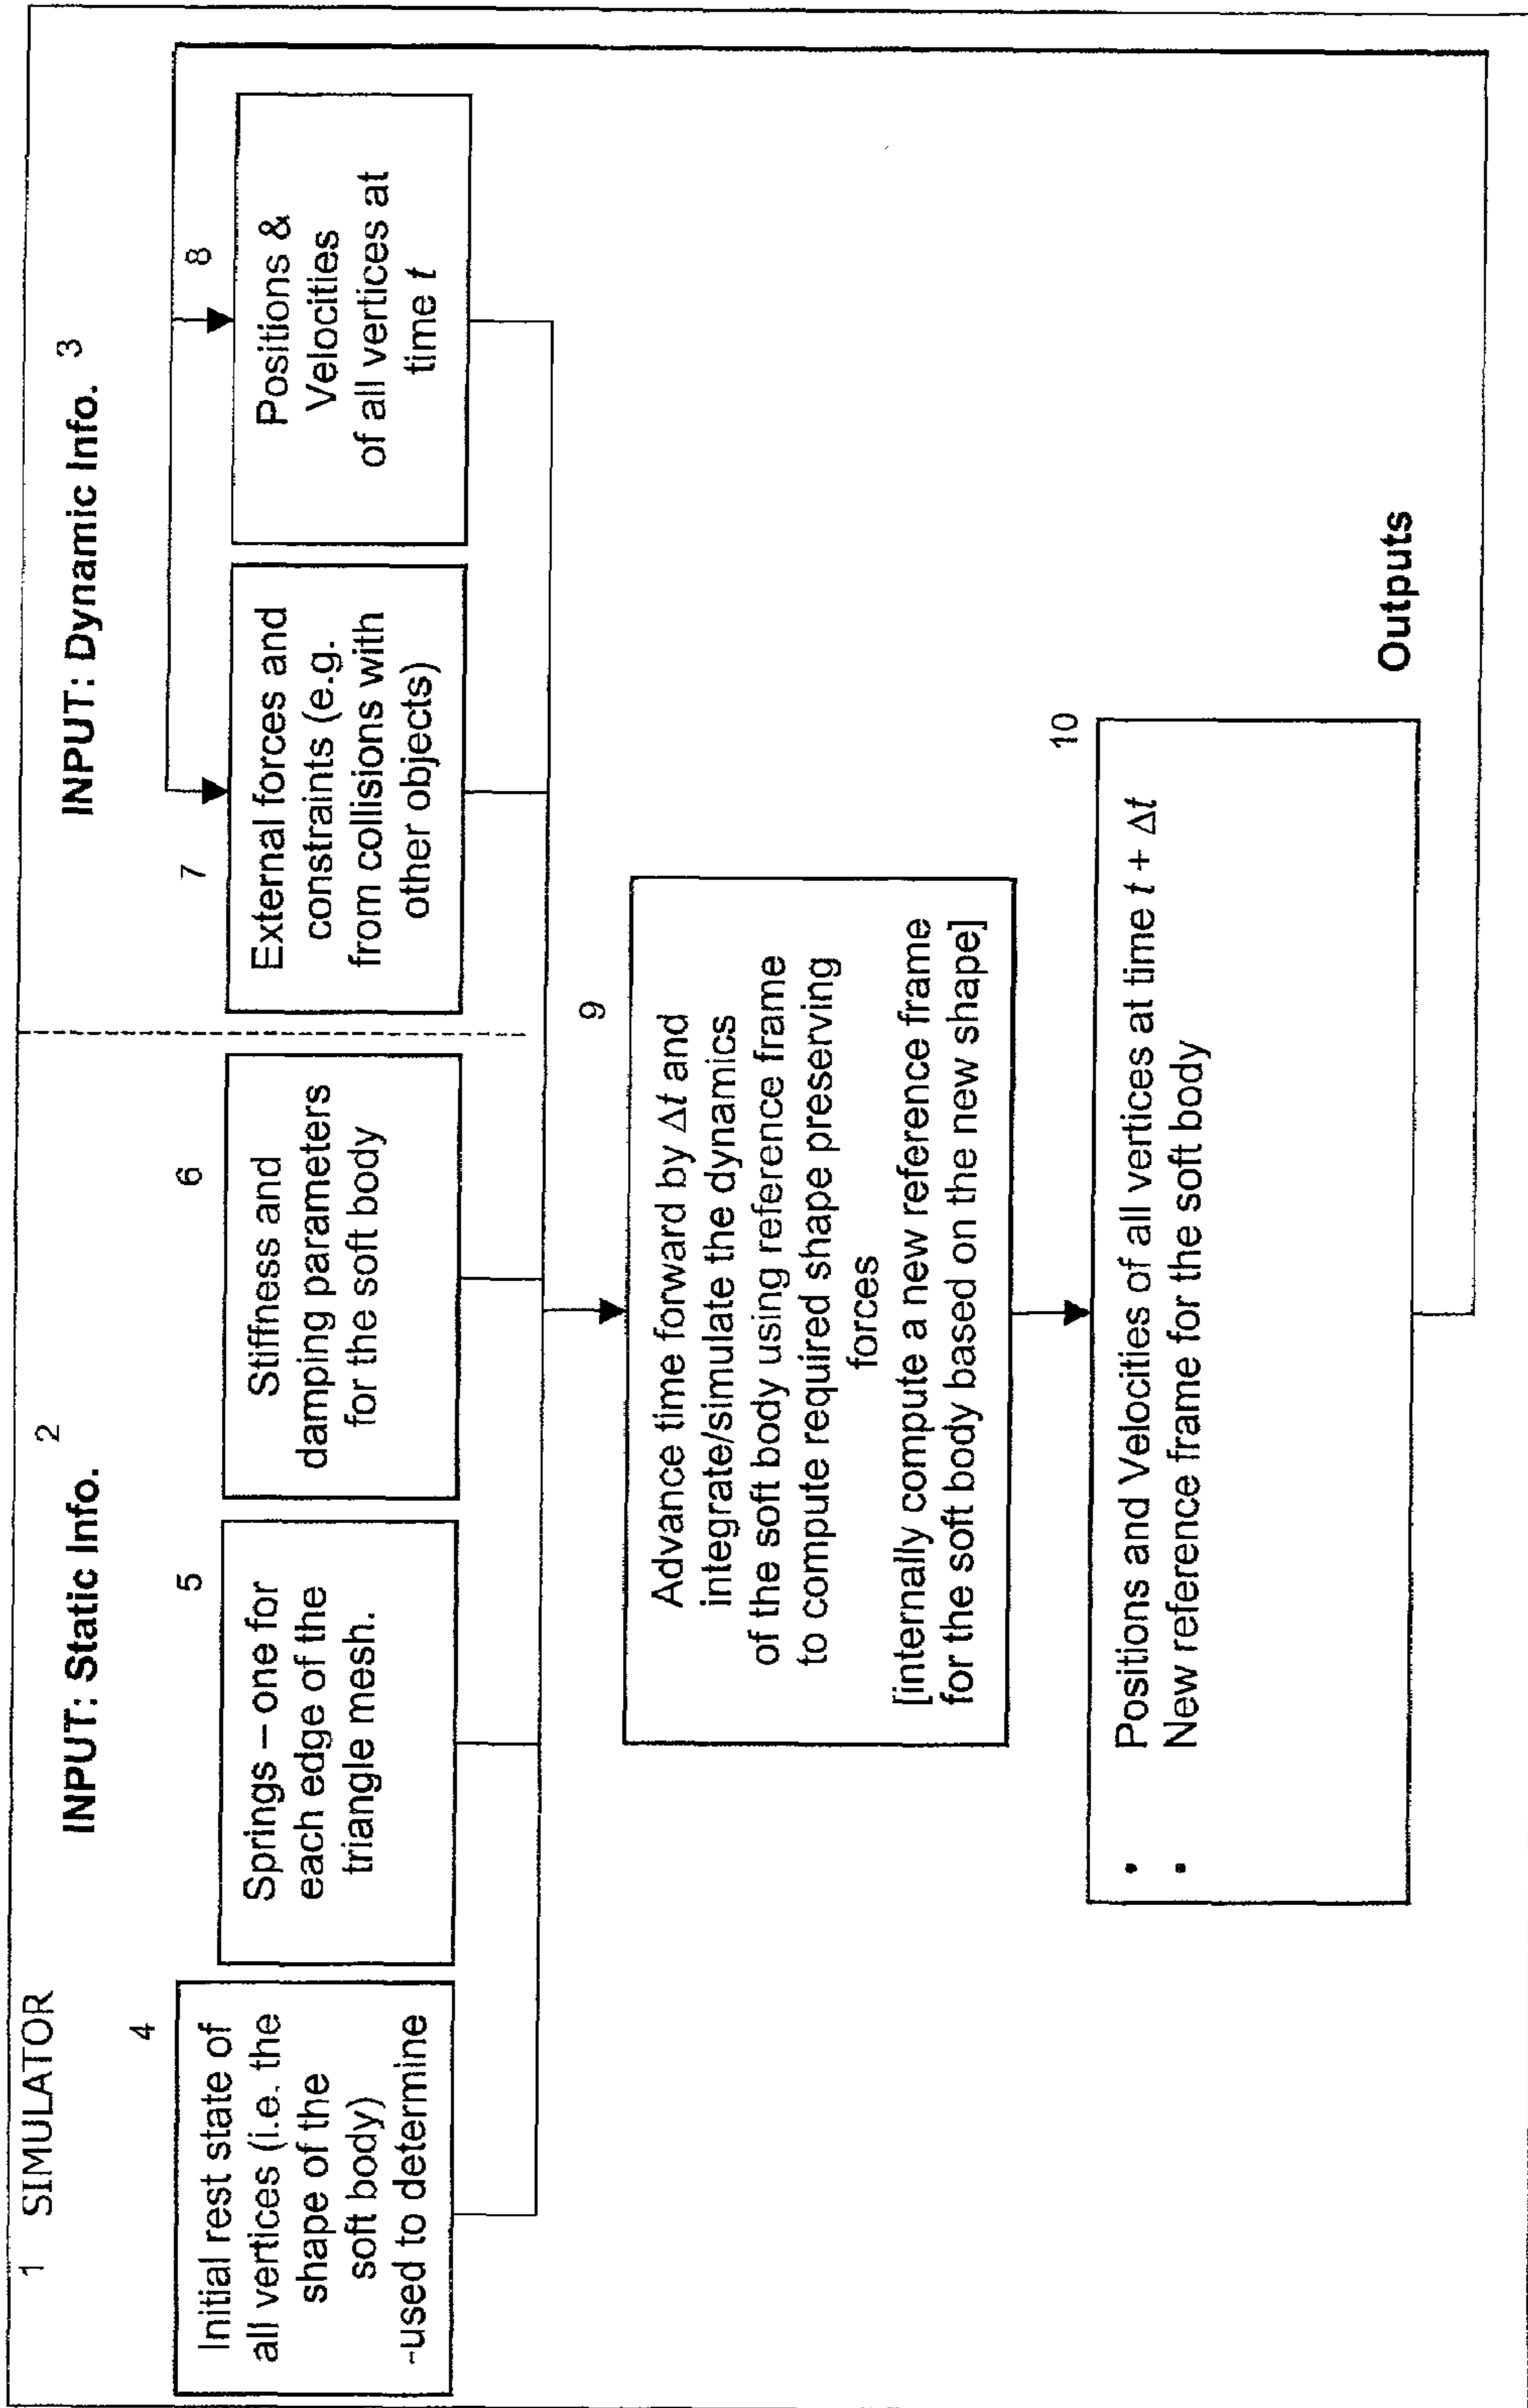 1 SIMULATOR
INPUT: Static Info. 2
INPUT: Dynamic Info. 3
4
Initial rest state of
all vertices (i.e. the
shape of the
soft body)
-used to determine
5
Springs – one for
each edge of the
triangle mesh.
6
Stiffness and
damping parameters
for the soft body
7
External forces and
constraints (e.g.
from collisions with
other objects)
8
Positions &
Velocities
of all vertices at
time t
9
Advance time forward by Δt and
integrate/simulate the dynamics
of the soft body using reference frame
to compute required shape preserving
forces
[internally compute a new reference frame
for the soft body based on the new shape]
10
• Positions and Velocities of all vertices at time t + Δt
• New reference frame for the soft body
Outputs